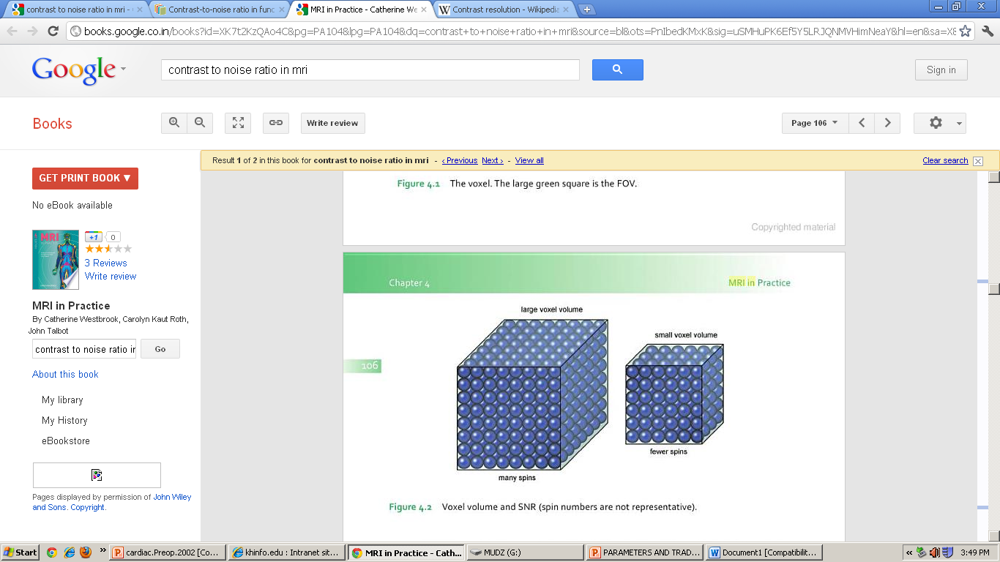 contrast to noise ratio in mri -
Contrast-to-noise ratio in func
MRI in Practice - Catherine We
Contrast resolution - Wikipedia
books.google.co.in/books?id=XK7t2KzQAo4C&pg=PA104&lpg=PA104&dq=contrast+to+noise+ratio+in+mri&source=bl&ots=PnIbedKMxK&sig=uSMHuPK6Ef5Y5LRJQNMVHimNeaY&hl=en&sa=X
Google
contrast to noise ratio in mri
Sign in
Books
Write review
Page 106
Result 1 of 2 in this book for contrast to noise ratio in mri - ‹ Previous Next › - View all
Clear search
GET PRINT BOOK ▼
No eBook available
MRI
+1 0
3 Reviews
Write review
MRI in Practice
By Catherine Westbrook, Carolyn Kaut Roth,
John Talbot
contrast to noise ratio in
Go
About this book
My library
My History
eBookstore
Pages displayed by permission of John Wiley
and Sons. Copyright.
Figure 4.1 The voxel. The large green square is the FOV.
Copyrighted material
Chapter 4
MRI in Practice
large voxel volume
small voxel volume
106
fewer spins
many spins
Figure 4.2 Voxel volume and SNR (spin numbers are not representative).
Start
»
cardiac.Preop.2002 [Co...
khinfo.edu : Intranet sit...
MRI in Practice - Cath...
MUDZ (G:)
PARAMETERS AND TRAD...
Document1 [Compatibilit...
«
3:49 PM